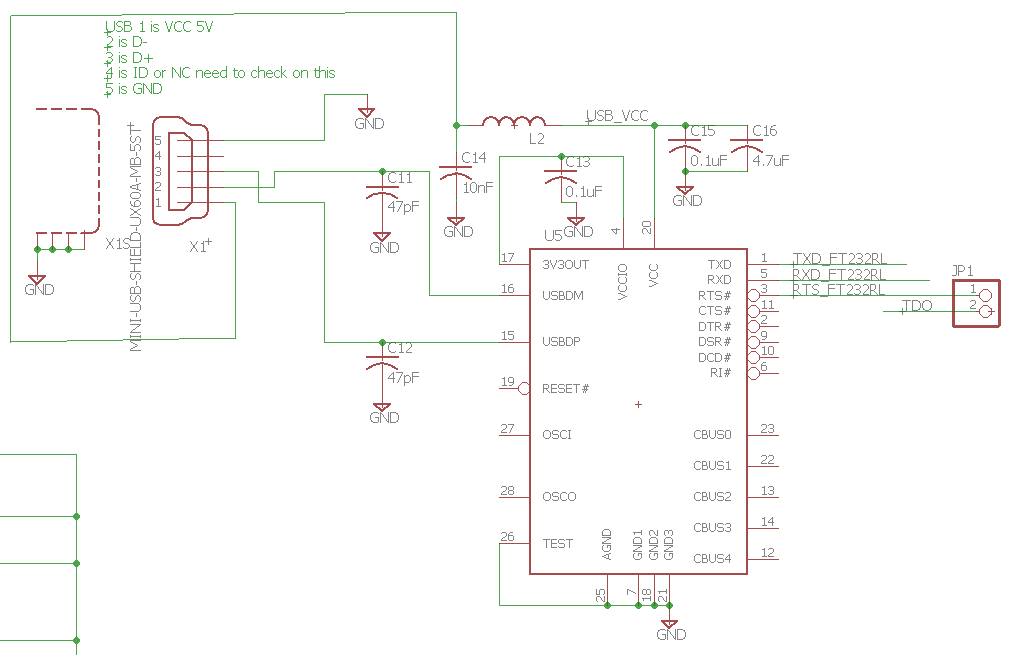 USB 1 is VCC 5V
2 is D-
3 is D+
4 is ID or NC need to check on this
5 is GND
GND
5
4
3
2
1
MINI-USB-SHIELD-UX60A-MB-5ST
X1S
X1
GND
C11
47pF
GND
C12
47pF
GND
C14
10nF
GND
L2
USB_VCC
C13
0.1uF
GND
C15
0.1uF
GND
C16
4.7uF
U5
4
20
VCCIO
VCC
17
3V3OUT
16
USBDM
15
USBDP
19
RESET#
27
OSCI
28
OSCO
26
TEST
TXD
1
TXD_FT232RL
RXD
5
RXD_FT232RL
RTS#
3
RTS_FT232RL
CTS#
11
DTR#
2
DSR#
9
DCD#
10
RI#
6
CBUS0
23
CBUS1
22
CBUS2
13
CBUS3
14
CBUS4
12
AGND
GND1
GND2
GND3
25
7
18
21
GND
TDO
JP1
1
2